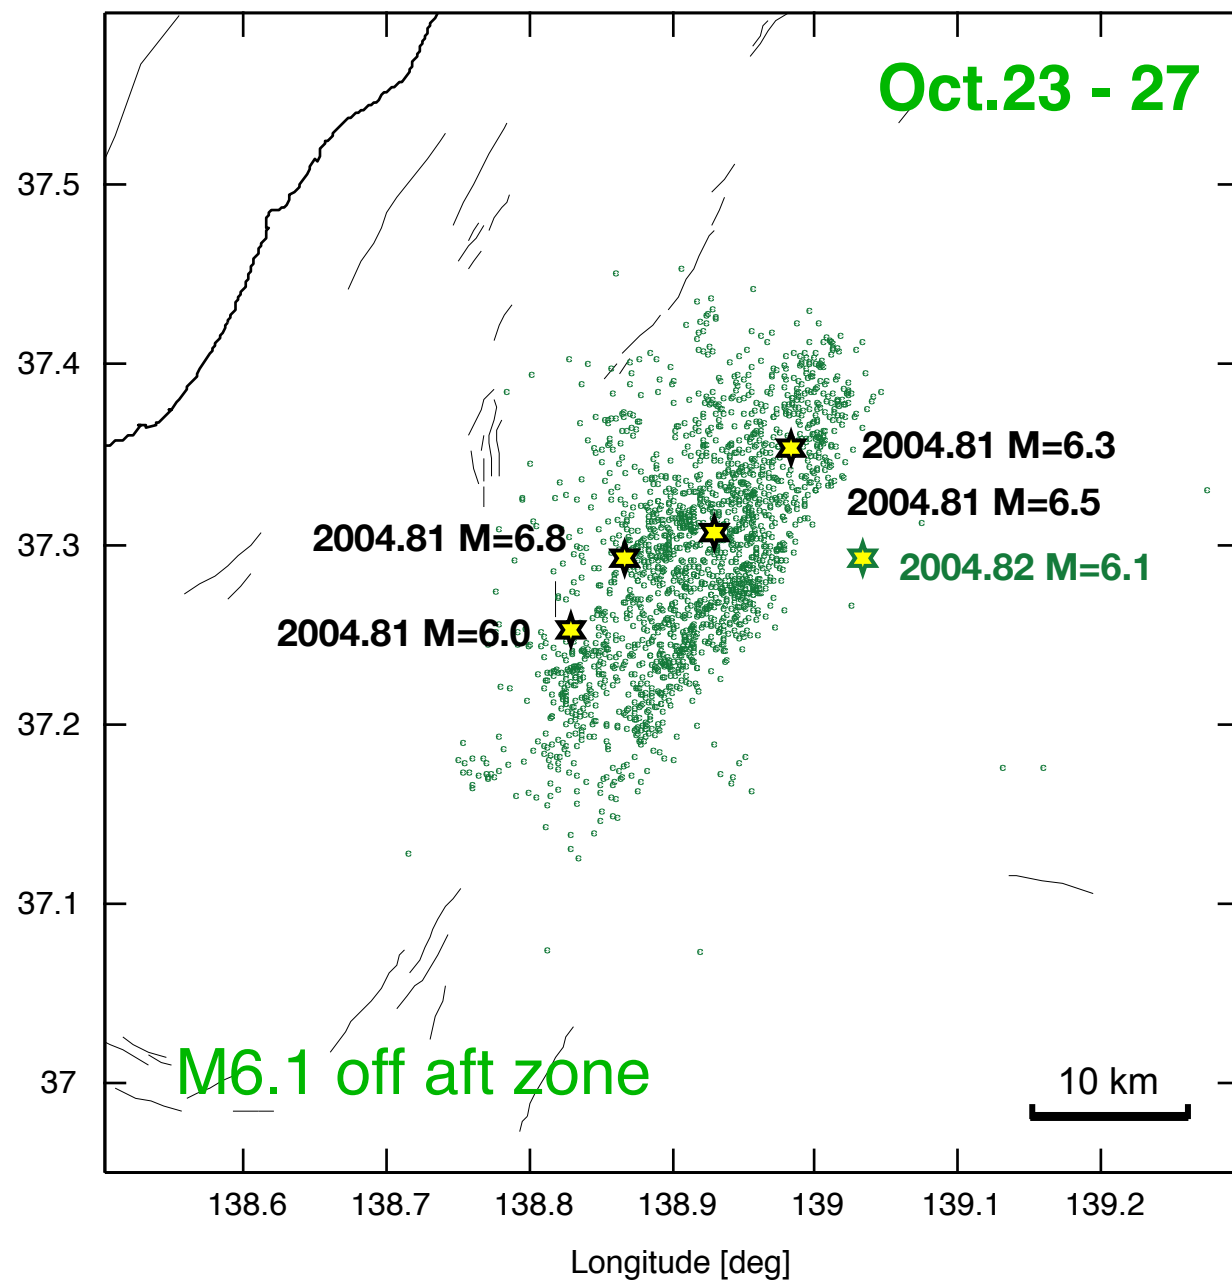 Oct.23 - 27
37.5
37.4
2004.81 M=6.3
2004.81 M=6.5
2004.81 M=6.8
37.3
2004.82 M=6.1
2004.81 M=6.0
37.2
37.1
M6.1 off aft zone
37
10 km
138.6
138.7
138.8
138.9
139
139.1
139.2
Longitude [deg]